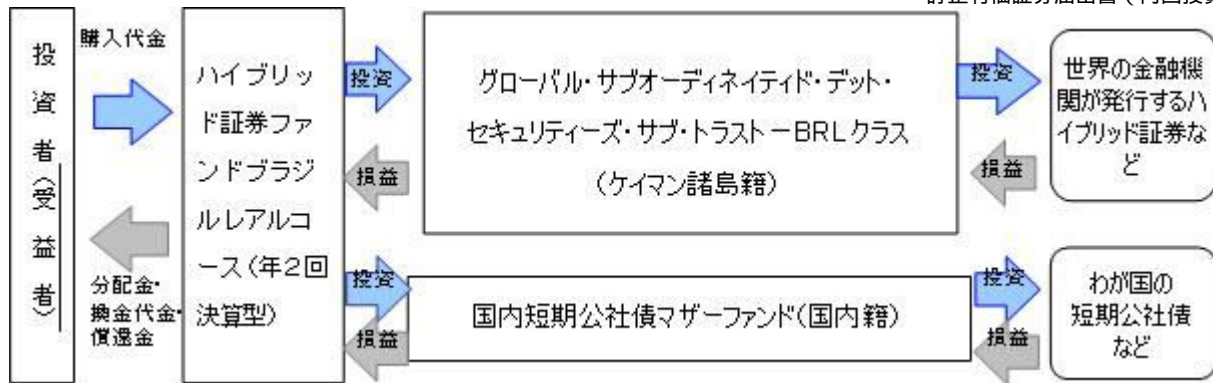 投資者(受益者)
購入代金
分配金・
換金代金・
償還金
ハイブリッ
ド証券ファ
ンドブラジ
ルレアルコ
ース(年2回
決算型)
投資
損益
グローバル・サブオーディネイティド・デット・
セキュリティーズ・サブ・トラスト－BRLクラス
(ケイマン諸島籍)
投資
損益
世界の金融機
関が発行するハ
イブリッド証券な
ど
投資
損益
国内短期公社債マザーファンド(国内籍)
投資
損益
わが国の
短期公社債
など